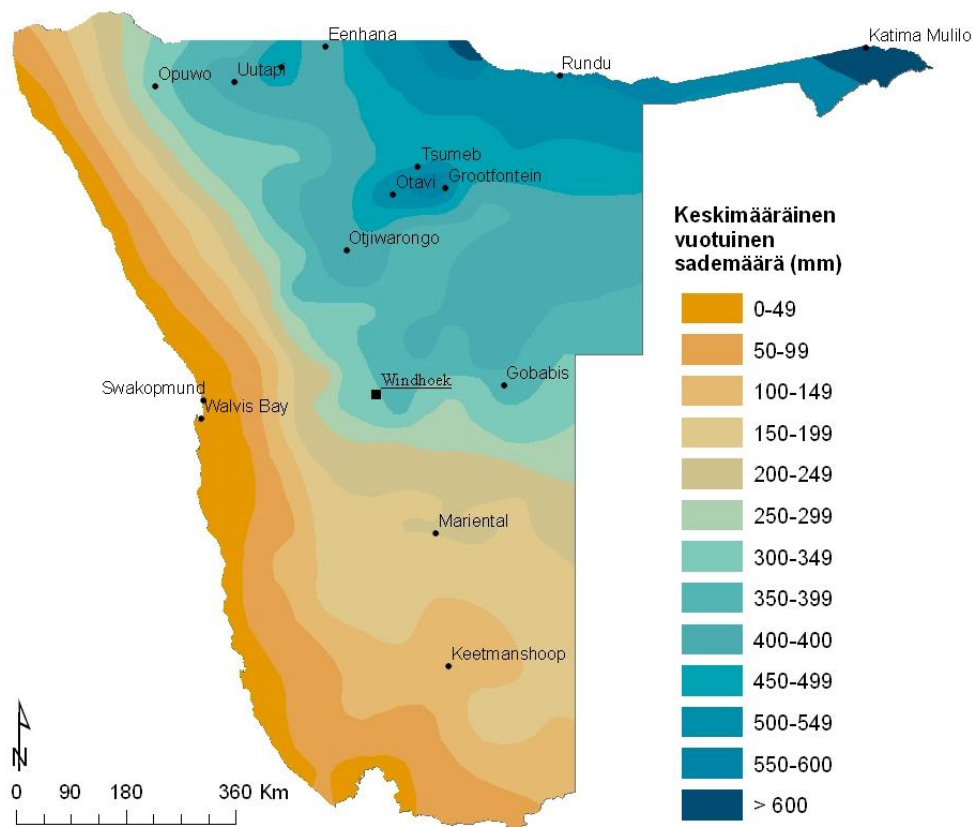 Eenhana
Katima Mulilo
Opuwo
Uutapi
Rundu
Tsumeb
Otavi
Grootfontein
Otjiwarongo
Windhoek
Gobabis
Swakopmund
Walvis Bay
Mariental
Keetmanshoop
Keskimääräinen
vuotuinen
sademäärä (mm)
0-49
50-99
100-149
150-199
200-249
250-299
300-349
350-399
400-400
450-499
500-549
550-600
> 600
N
0 90 180 360 Km